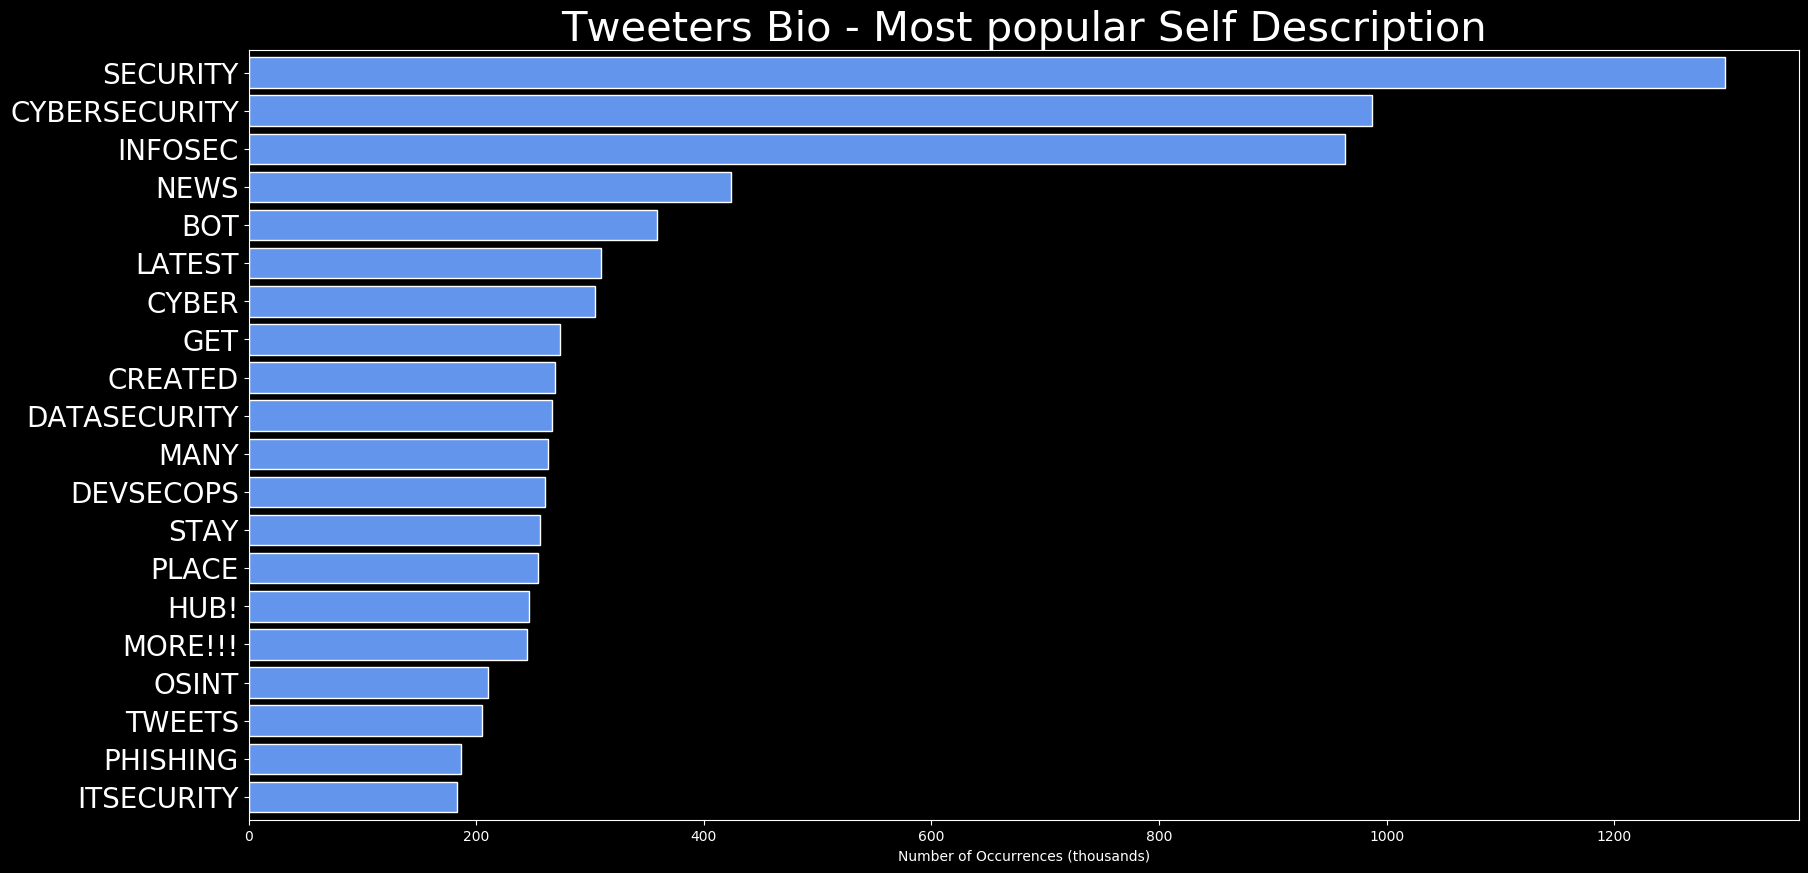 Tweeters Bio - Most popular Self Description
SECURITY
CYBERSECURITY
INFOSEC
NEWS
BOT
LATEST
CYBER
GET
CREATED
DATASECURITY
MANY
DEVSECOPS
STAY
PLACE
HUB!
MORE!!!
OSINT
TWEETS
PHISHING
ITSECURITY
0 200 400 600 800 1000 1200
Number of Occurrences (thousands)